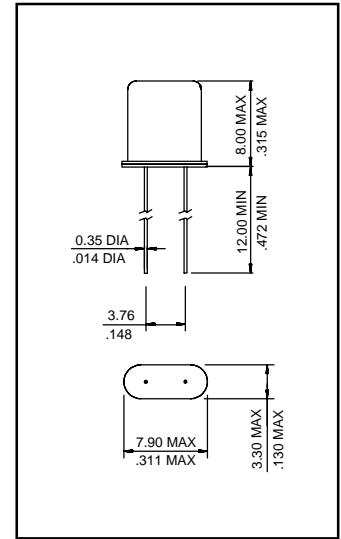 8.00 MAX
.315 MAX
12.00 MIN
.472 MIN
0.35 DIA
.014 DIA
3.76
.148
7.90 MAX
.311 MAX
3.30 MAX
.130 MAX